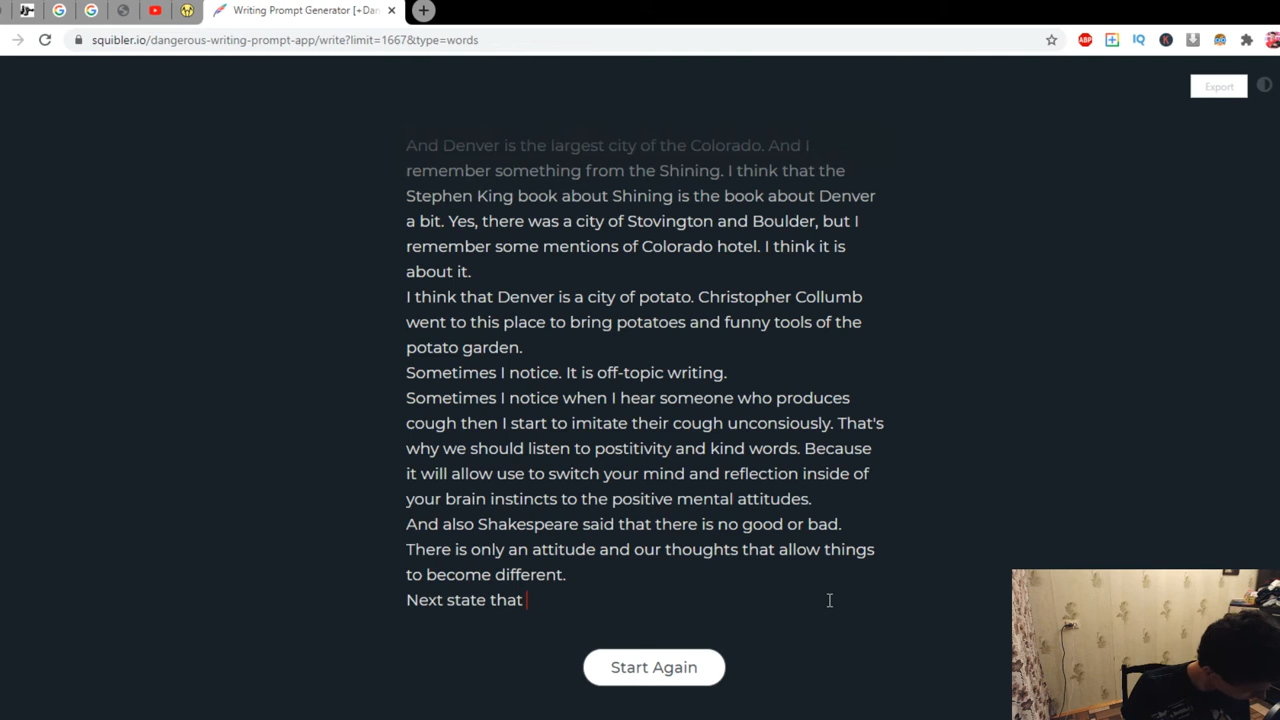 Writing Prompt Generator [+Dan
squibler.io/dangerous-writing-prompt-app/write?limit=1667&type=words
ABP
IQ
K
Export
And Denver is the largest city of the Colorado. And I
remember something from the Shining. I think that the
Stephen King book about Shining is the book about Denver
a bit. Yes, there was a city of Stovington and Boulder, but I
remember some mentions of Colorado hotel. I think it is
about it.
I think that Denver is a city of potato. Christopher Collumb
went to this place to bring potatoes and funny tools of the
potato garden.
Sometimes I notice. It is off-topic writing.
Sometimes I notice when I hear someone who produces
cough then I start to imitate their cough unconsiously. That's
why we should listen to postitivity and kind words. Because
it will allow use to switch your mind and reflection inside of
your brain instincts to the positive mental attitudes.
And also Shakespeare said that there is no good or bad.
There is only an attitude and our thoughts that allow things
to become different.
Next state that
Start Again